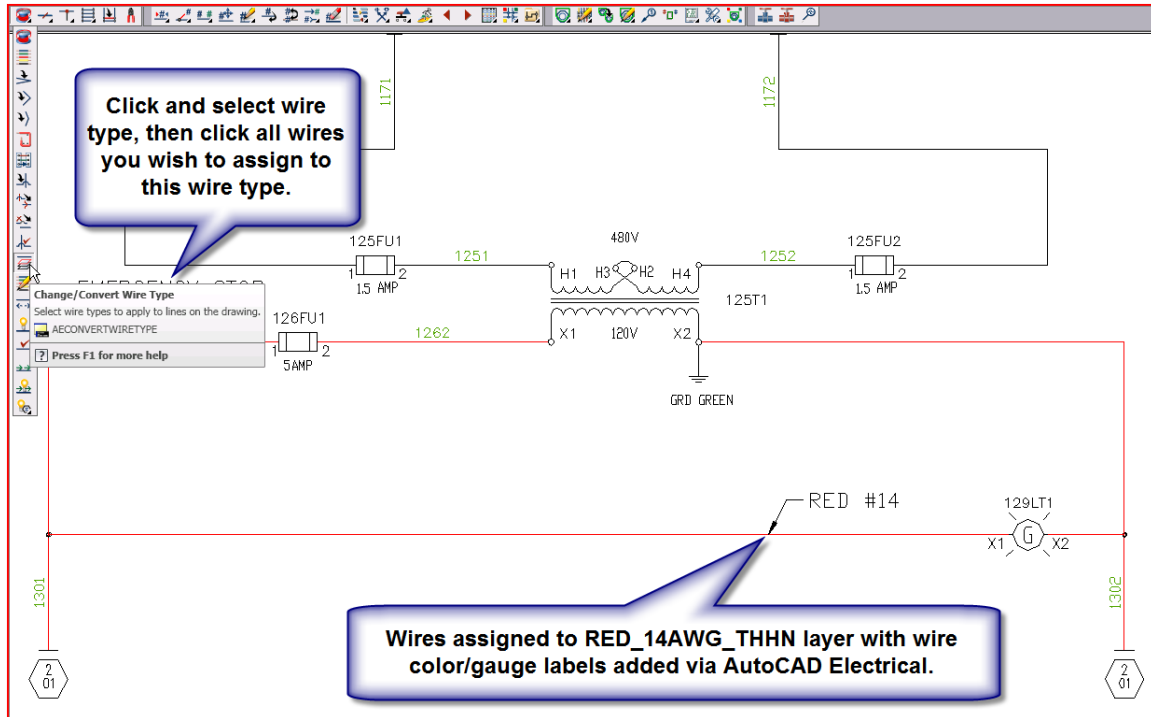 1171
1172
Click and select wire
type, then click all wires
you wish to assign to
this wire type.
125FU1
1251
480V
1252
125FU2
1
2
H1
H3
H2
H4
1
2
1.5 AMP
1.5 AMP
125T1
EMERGENCY STOP
Change/Convert Wire Type
Select wire types to apply to lines on the drawing.
AECONVERTWIRETYPE
? Press F1 for more help
126FU1
1262
X1
120V
X2
1
2
5AMP
GRD GREEN
RED #14
129LT1
X1
G
X2
1301
1302
Wires assigned to RED_14AWG_THHN layer with wire
color/gauge labels added via AutoCAD Electrical.
2
01
2
01